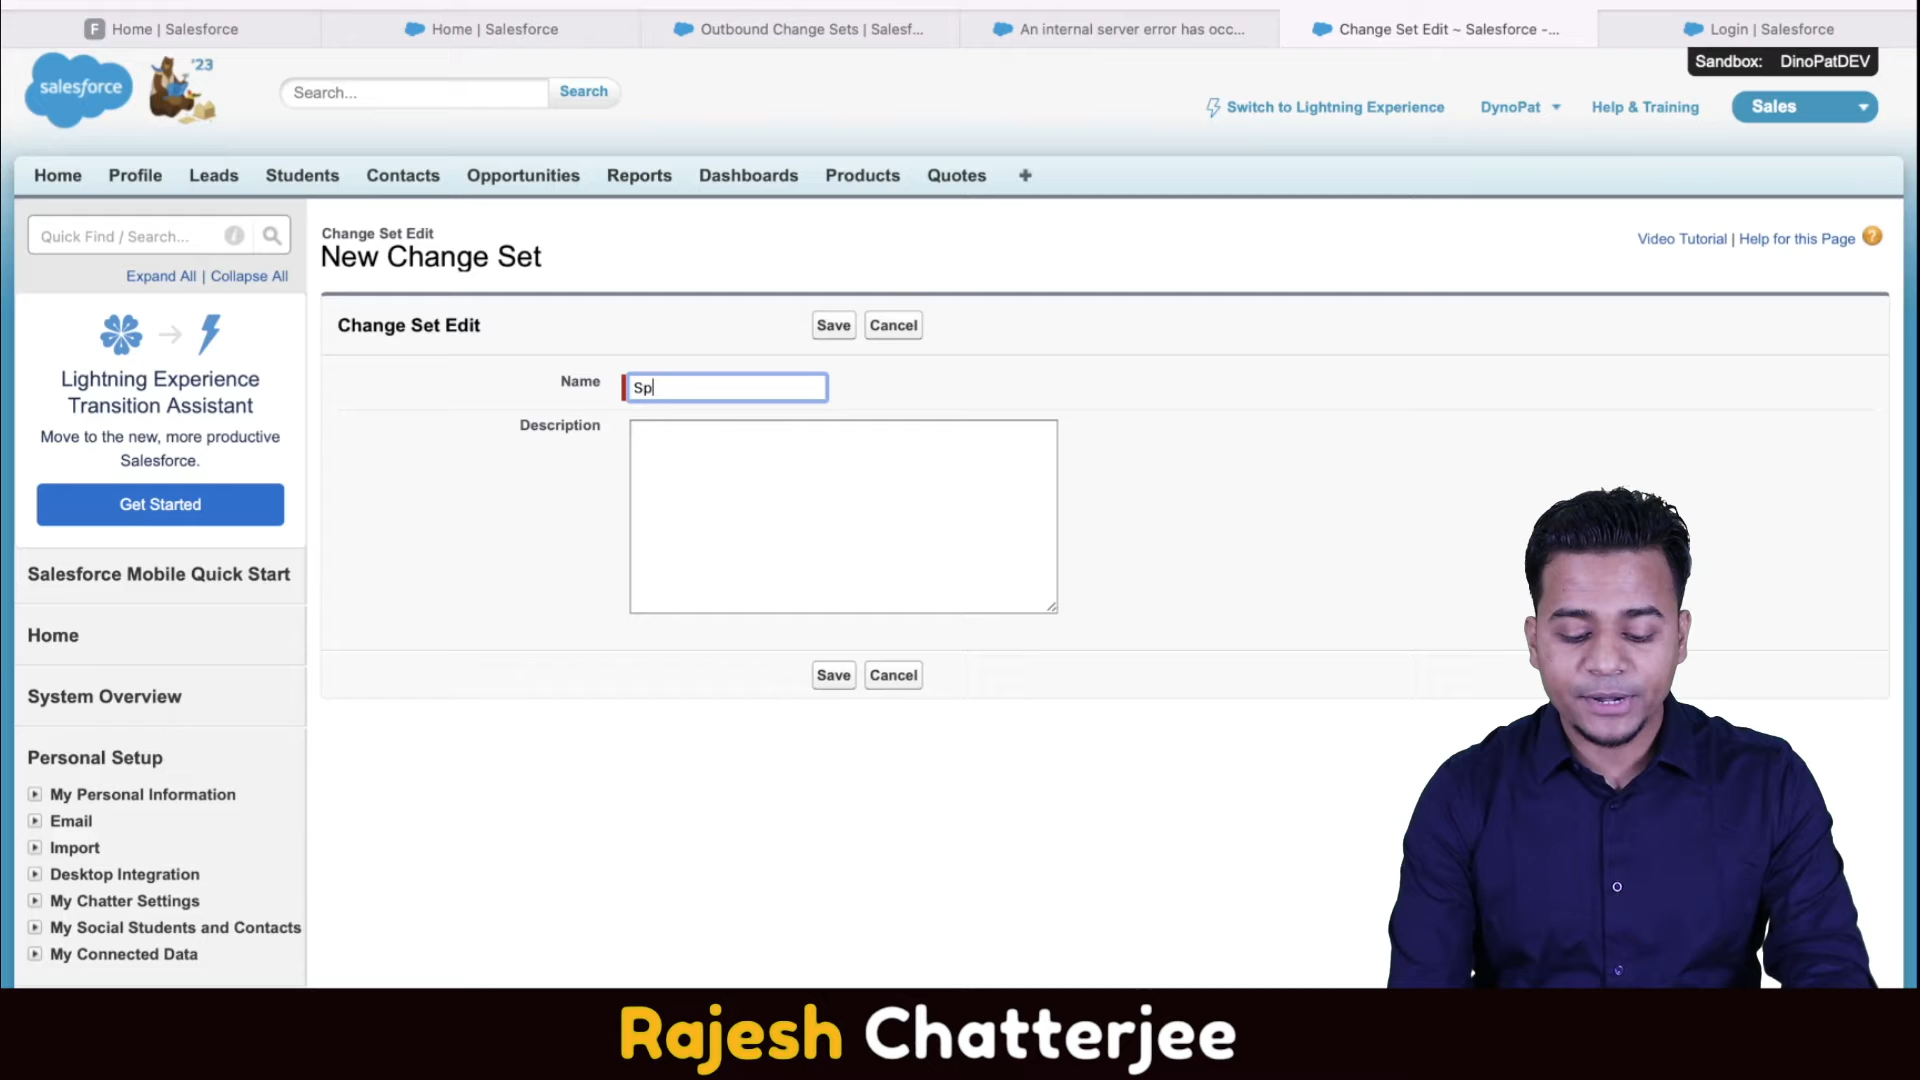 Home | Salesforce
Home | Salesforce
Outbound Change Sets | Salesf...
An internal server error has occ...
Change Set Edit ~ Salesforce -...
Login | Salesforce
Sandbox: DinoPatDEV
salesforce
'23
Search...
Search
Switch to Lightning Experience
DynoPat
Help & Training
Sales
Home
Profile
Leads
Students
Contacts
Opportunities
Reports
Dashboards
Products
Quotes
+
Quick Find / Search...
i
Expand All | Collapse All
Lightning Experience
Transition Assistant
Move to the new, more productive
Salesforce.
Get Started
Salesforce Mobile Quick Start
Home
System Overview
Personal Setup
My Personal Information
Email
Import
Desktop Integration
My Chatter Settings
My Social Students and Contacts
My Connected Data
Change Set Edit
New Change Set
Video Tutorial | Help for this Page ?
Change Set Edit
Save
Cancel
Name
Sp
Description
Save
Cancel
Rajesh Chatterjee